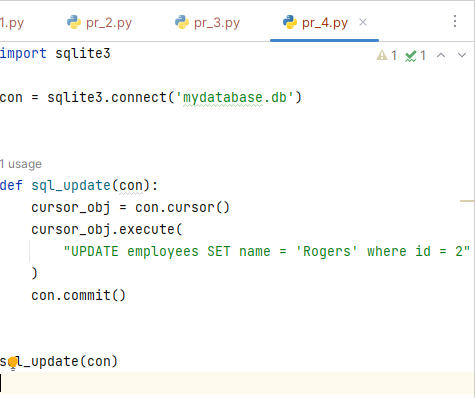 1.py pr_2.py pr_3.py pr_4.py
import sqlite3
1 1
con = sqlite3.connect('mydatabase.db')
1 usage
def sql_update(con):
cursor_obj = con.cursor()
cursor_obj.execute(
"UPDATE employees SET name = 'Rogers' where id = 2"
)
con.commit()
sql_update(con)